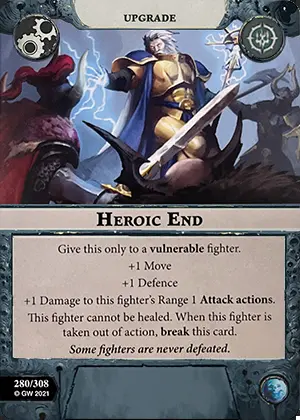 UPGRADE
HEROIC END
Give this only to a vulnerable fighter.
+1 Move
+1 Defence
+1 Damage to this fighter's Range 1 Attack actions.
This fighter cannot be healed. When this fighter is
taken out of action, break this card.
Some fighters are never defeated.
280/308
© GW 2021